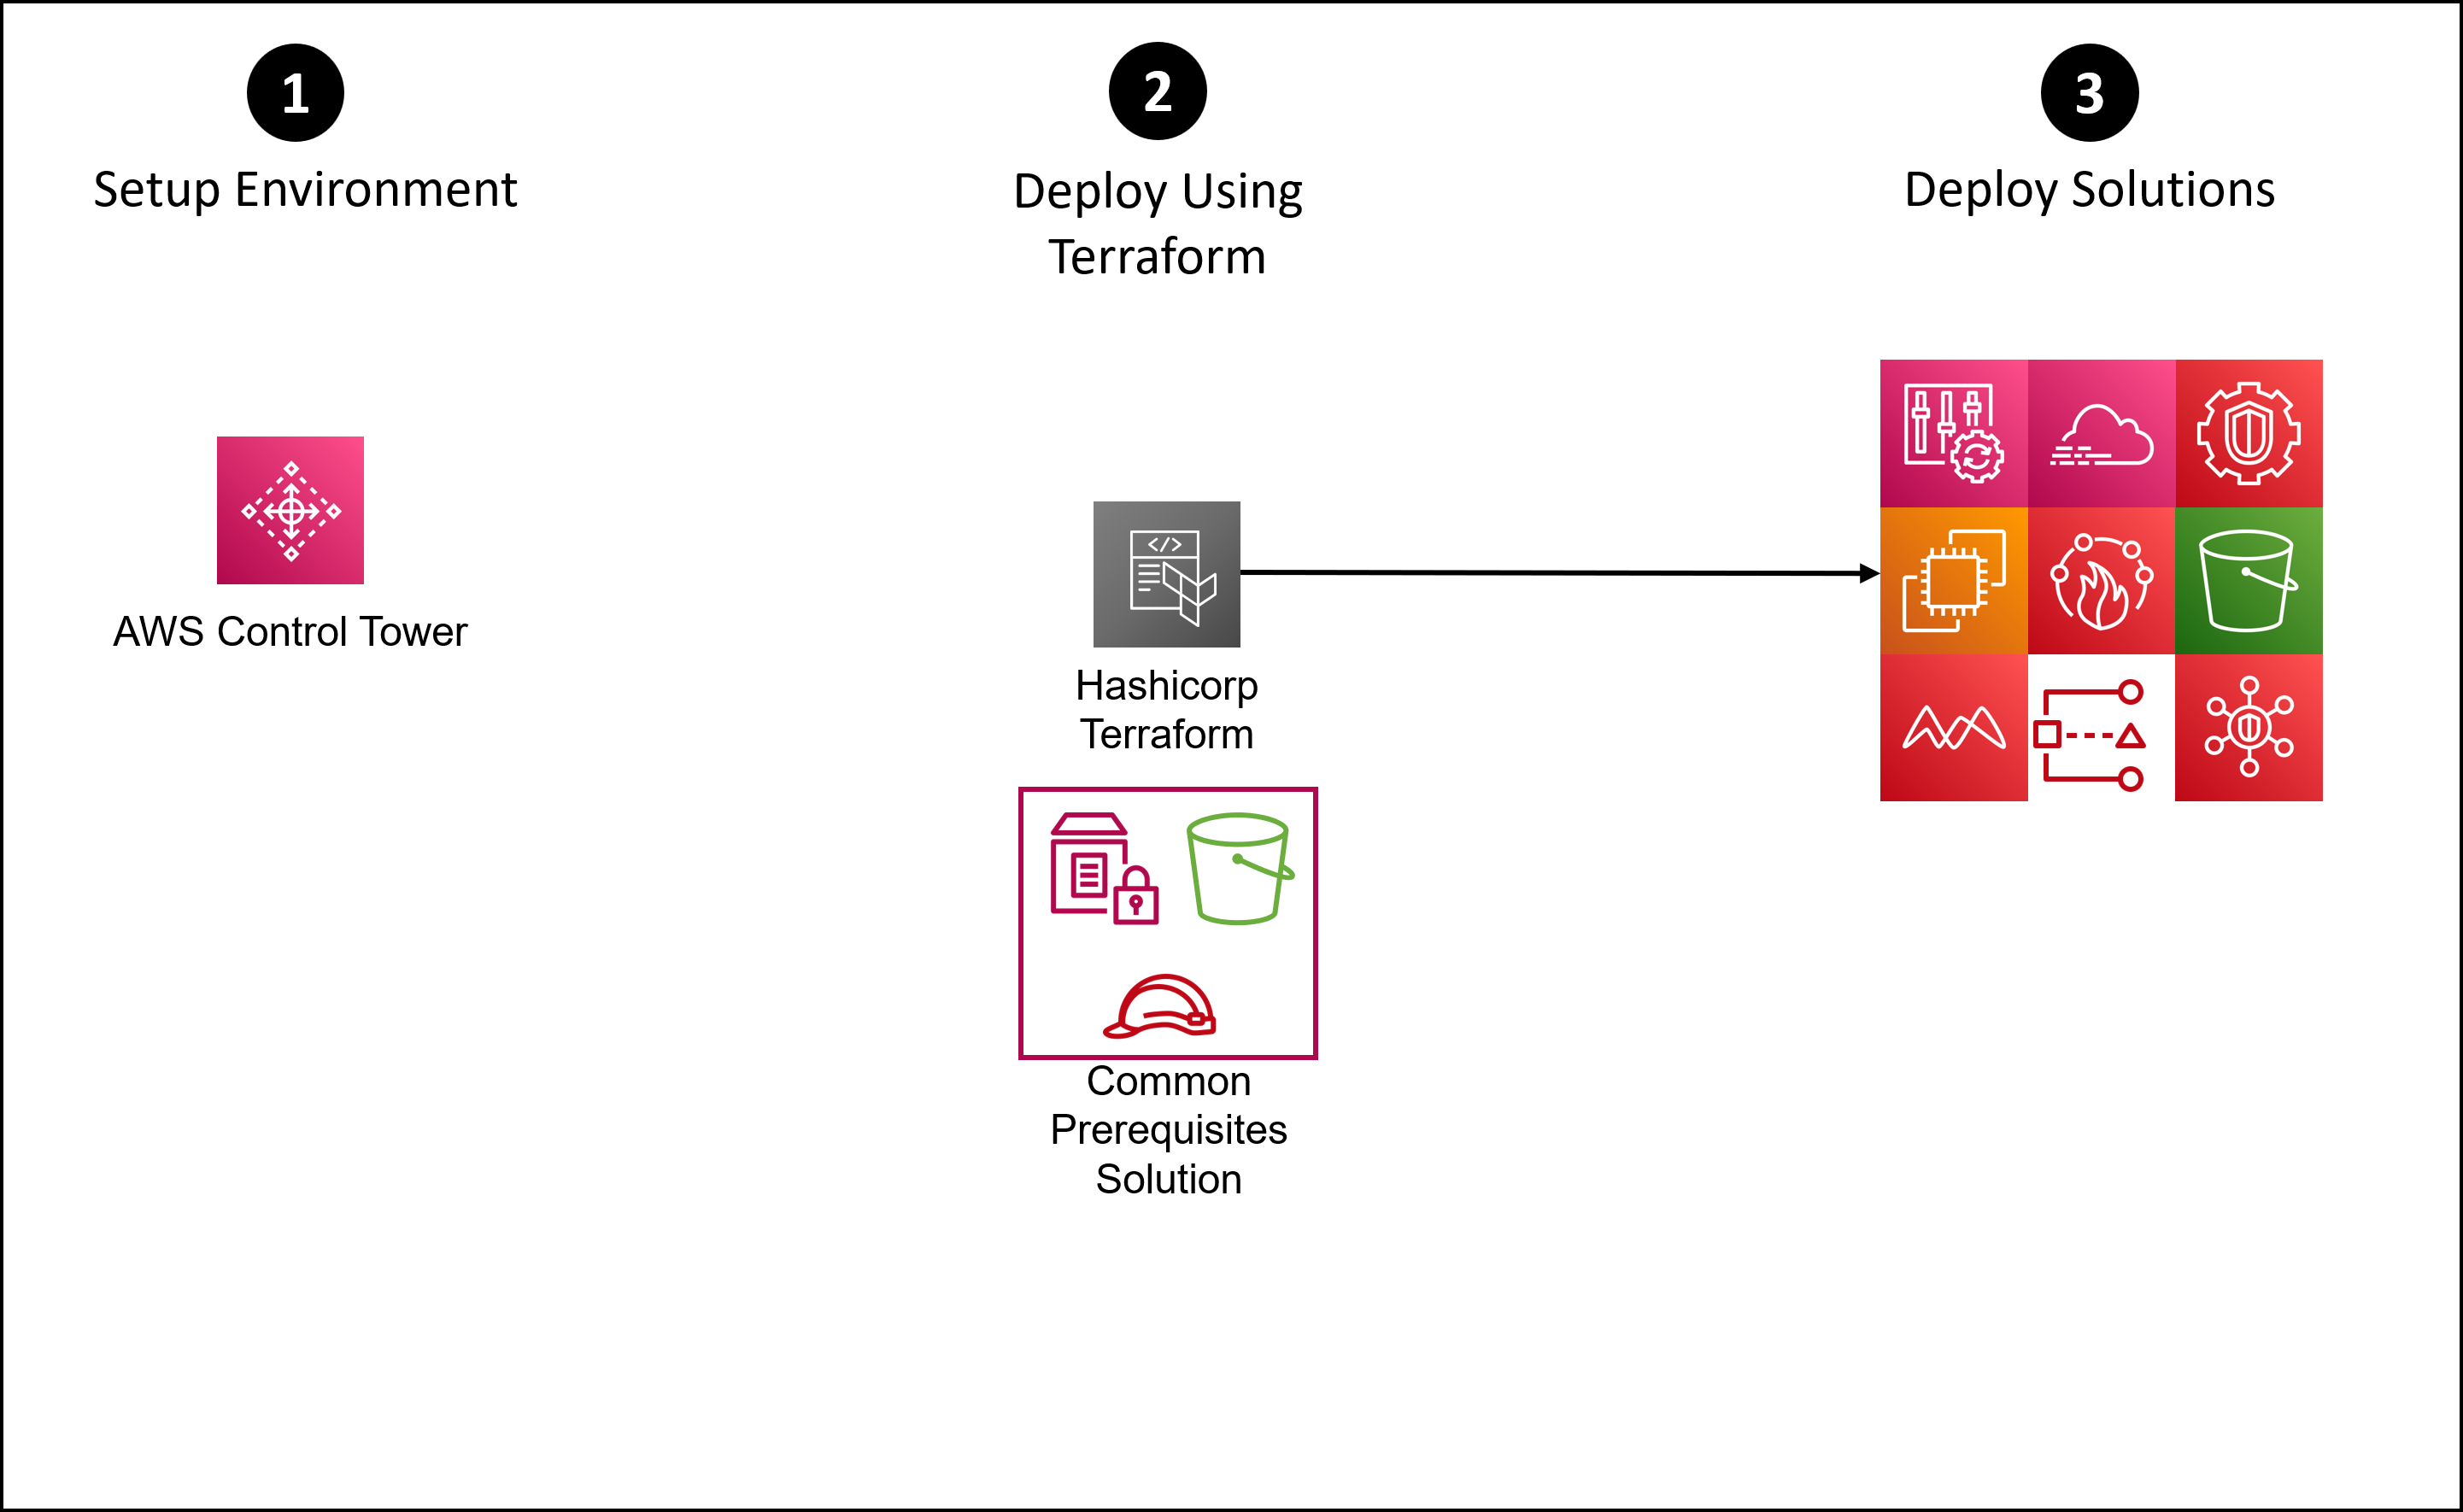 1
Setup Environment
AWS Control Tower
2
Deploy Using
Terraform
</>
Hashicorp
Terraform
Common
Prerequisites
Solution
3
Deploy Solutions